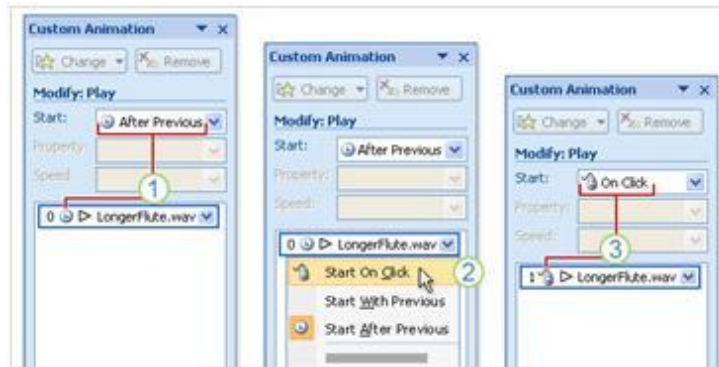 Custom Animation
Change
Remove
Modify: Play
Start: After Previous
Property:
Speed
1
0 LongerFlute.wav
Custom Animation
Change
Remove
Modify: Play
Start: After Previous
Property:
Speed:
0 LongerFlute.wav
Start On Click
2
Start With Previous
Start After Previous
Custom Animation
Change
Remove
Modify: Play
Start: On Click
Property:
Speed:
3
1 LongerFlute.wav